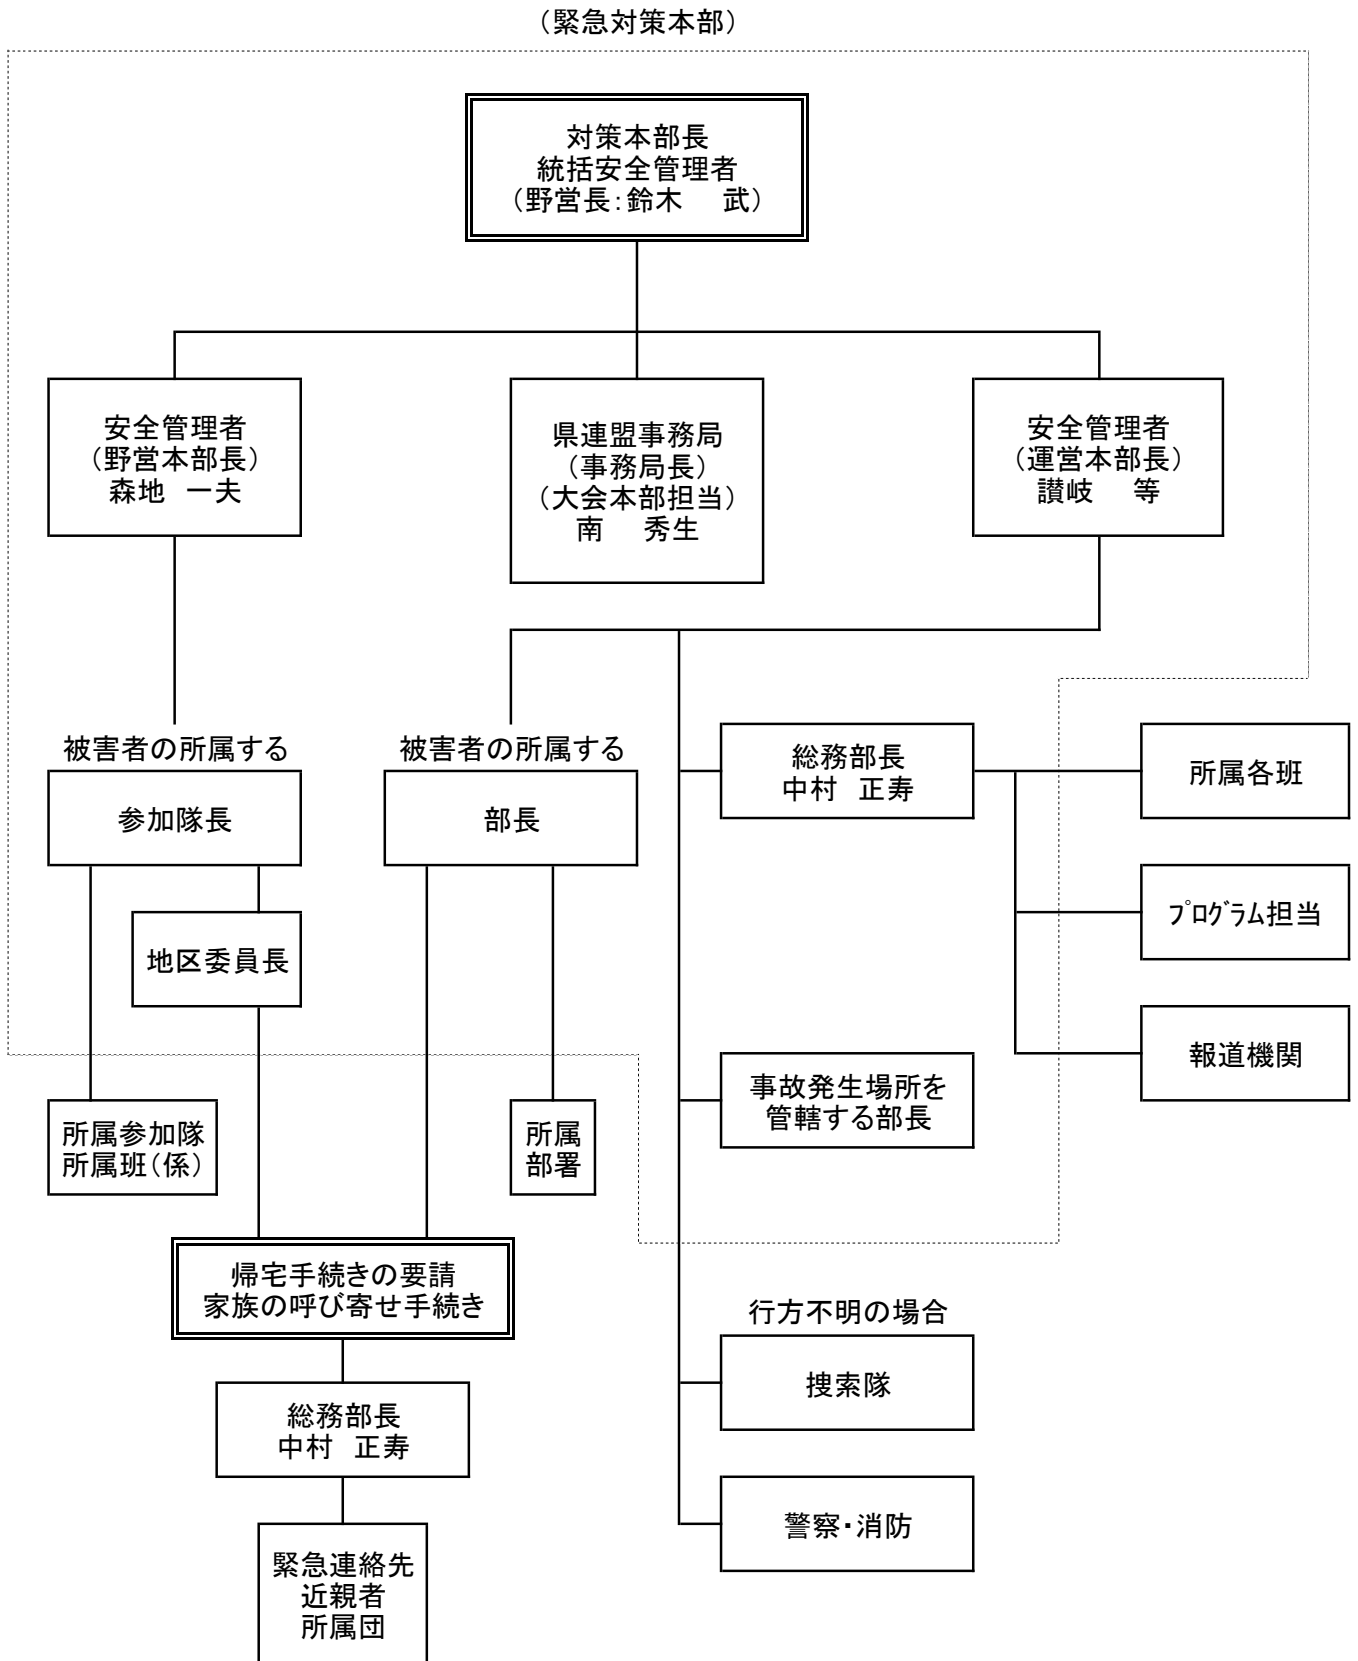 （緊急対策本部）
対策本部長
統括安全管理者
（野営長：鈴木　武）
安全管理者
（野営本部長）
森地　一夫
県連盟事務局
（事務局長）
（大会本部担当）
南　秀生
安全管理者
（運営本部長）
讃岐　等
被害者の所属する
参加隊長
被害者の所属する
部長
総務部長
中村　正寿
所属各班
地区委員長
ﾌﾟﾛｸﾞﾗﾑ担当
報道機関
事故発生場所を
管轄する部長
所属参加隊
所属班（係）
所属
部署
帰宅手続きの要請
家族の呼び寄せ手続き
行方不明の場合
捜索隊
総務部長
中村　正寿
警察・消防
緊急連絡先
近親者
所属団